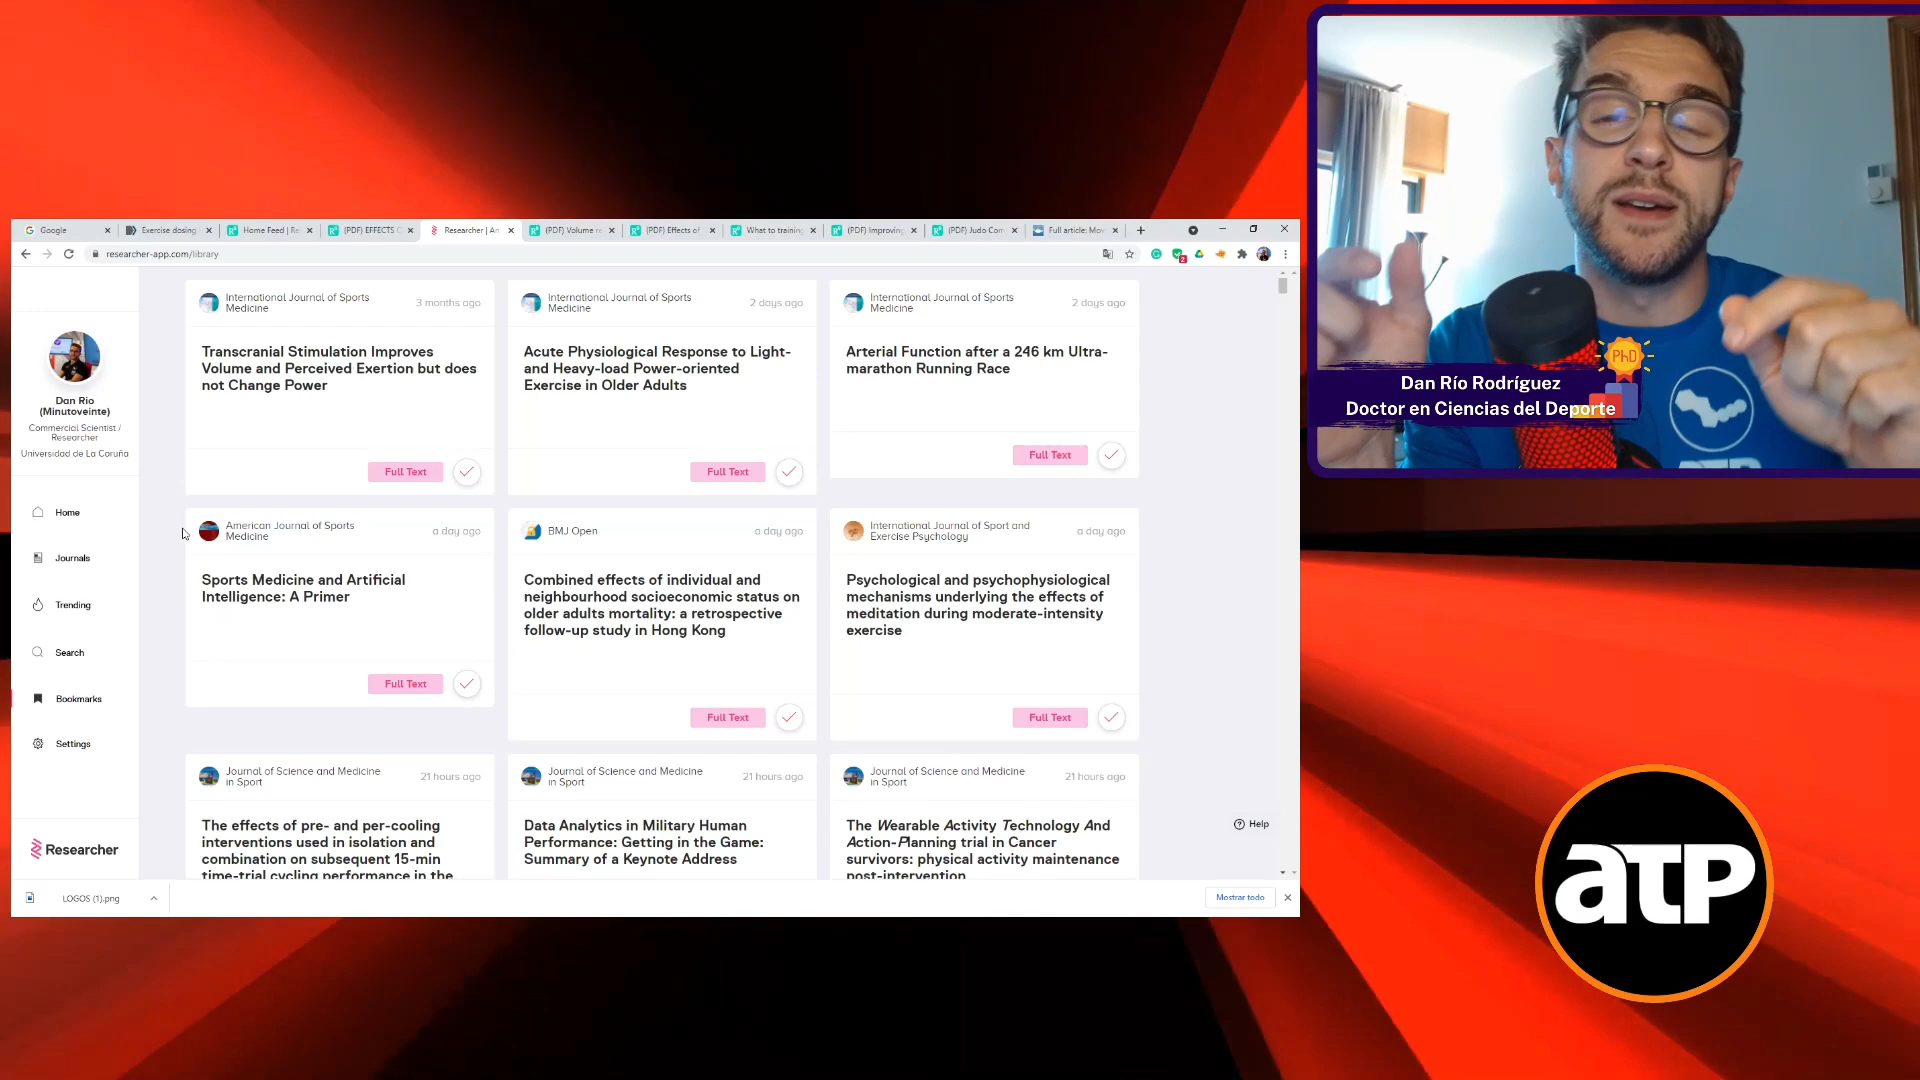 Google
Exercise dosing
Home Feed | Re
(PDF) EFFECTS C
Researcher | An
(PDF) Volume re
(PDF) Effects of
What to training
(PDF) Improving
(PDF) Judo Com
Full article: Mov
researcher-app.com/library
2
Dan Rio
(Minutoveinte)
Commercial Scientist /
Researcher
Universidad de La Coruña
Home
Journals
Trending
Search
Bookmarks
Settings
Researcher
International Journal of Sports
Medicine
3 months ago
Transcranial Stimulation Improves
Volume and Perceived Exertion but does
not Change Power
Full Text
International Journal of Sports
Medicine
2 days ago
Acute Physiological Response to Light-
and Heavy-load Power-oriented
Exercise in Older Adults
Full Text
International Journal of Sports
Medicine
2 days ago
Arterial Function after a 246 km Ultra-
marathon Running Race
Full Text
American Journal of Sports
Medicine
a day ago
Sports Medicine and Artificial
Intelligence: A Primer
Full Text
BMJ Open
a day ago
Combined effects of individual and
neighbourhood socioeconomic status on
older adults mortality: a retrospective
follow-up study in Hong Kong
Full Text
International Journal of Sport and
Exercise Psychology
a day ago
Psychological and psychophysiological
mechanisms underlying the effects of
meditation during moderate-intensity
exercise
Full Text
Journal of Science and Medicine
in Sport
21 hours ago
The effects of pre- and per-cooling
interventions used in isolation and
combination on subsequent 15-min
time-trial cycling performance in the
Journal of Science and Medicine
in Sport
21 hours ago
Data Analytics in Military Human
Performance: Getting in the Game:
Summary of a Keynote Address
Journal of Science and Medicine
in Sport
21 hours ago
The Wearable Activity Technology And
Action-Planning trial in Cancer
survivors: physical activity maintenance
post-intervention
Help
LOGOS (1).png
Mostrar todo
PhD
Dan Río Rodríguez
Doctor en Ciencias del Deporte
aTP